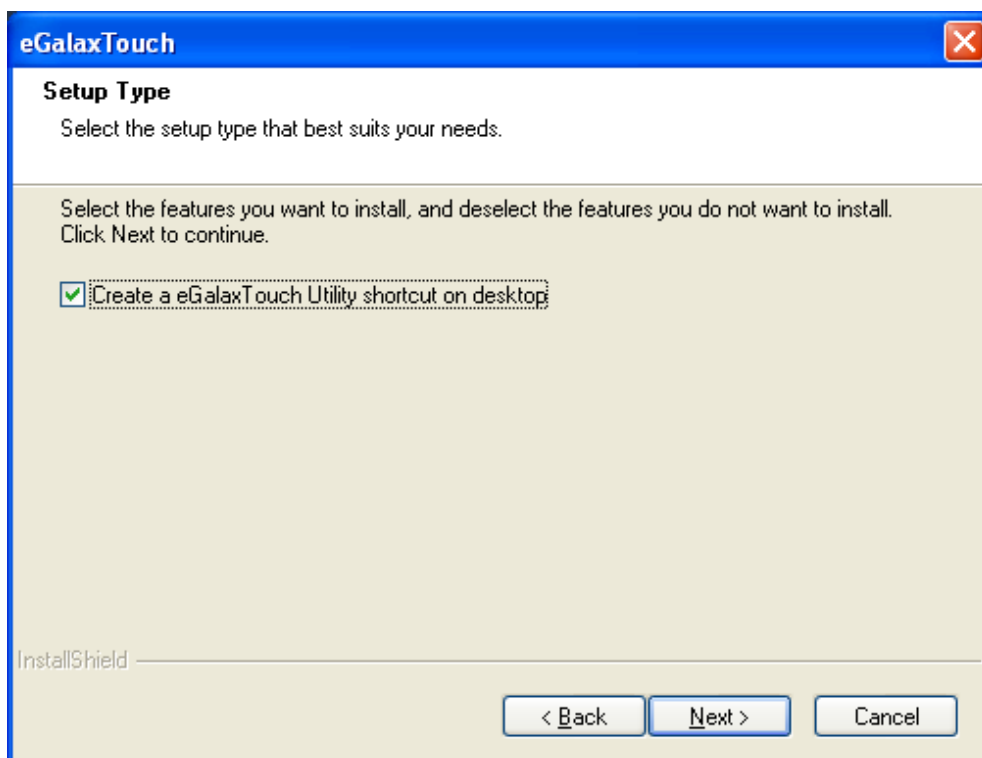 eGalaxTouch
Setup Type
Select the setup type that best suits your needs.
Select the features you want to install, and deselect the features you do not want to install.
Click Next to continue.
Create a eGalaxTouch Utility shortcut on desktop
InstallShield
< Back
Next >
Cancel